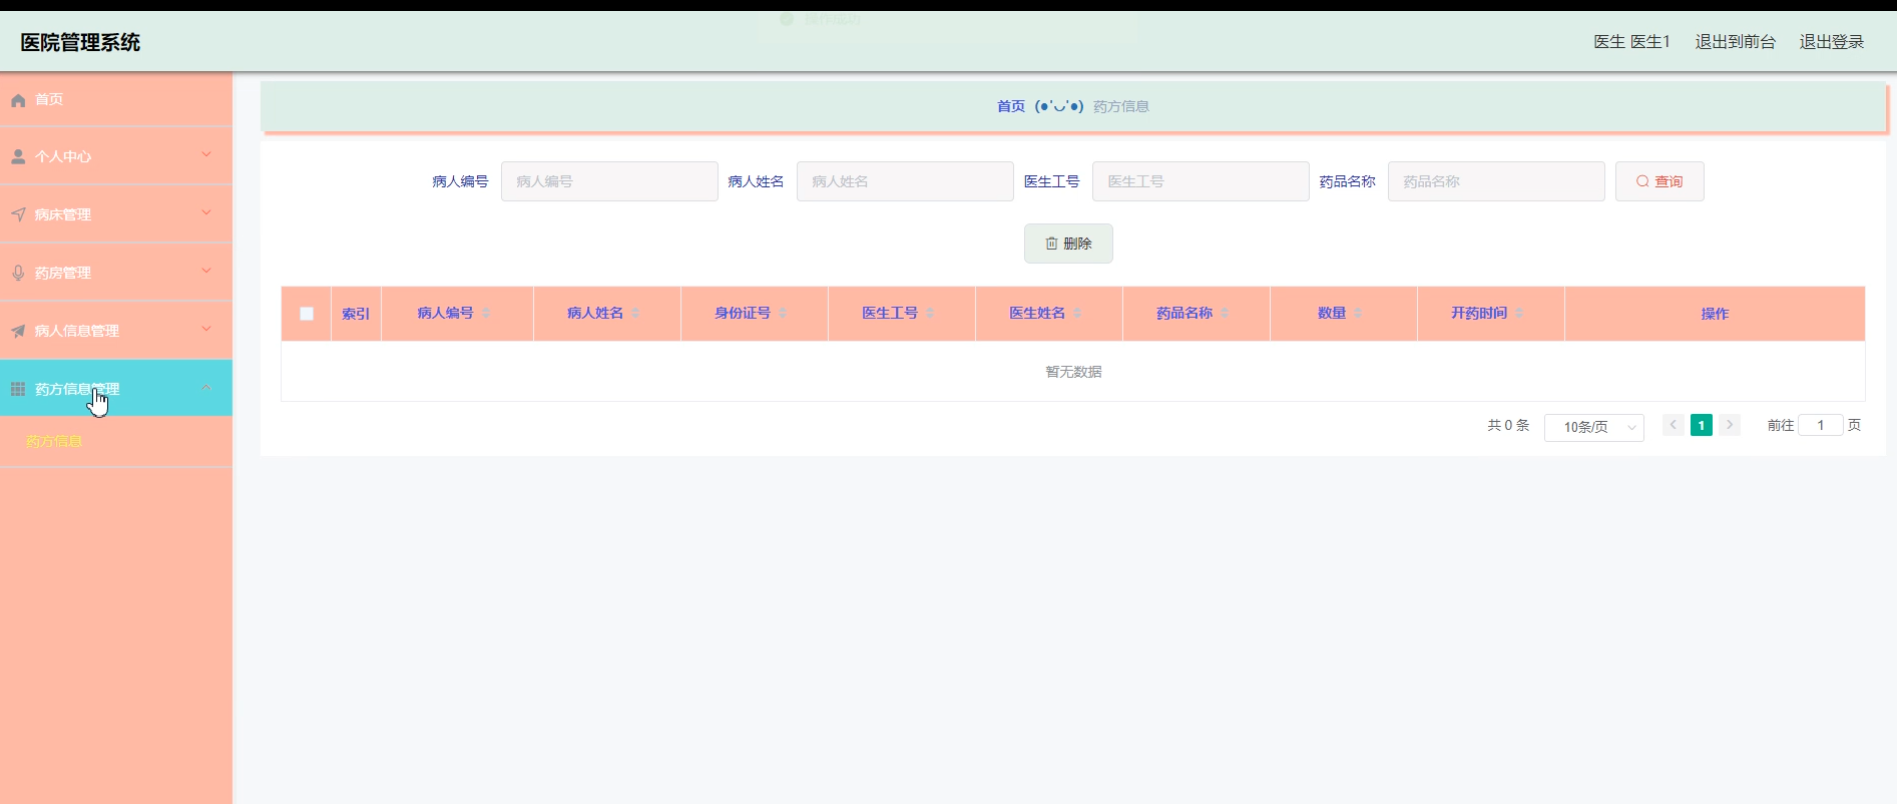 操作成功
医院管理系统
医生 医生1 退出到前台 退出登录
首页
个人中心
病床管理
药房管理
病人信息管理
药方信息管理
药方信息
首页 (●'◡'●) 药方信息
病人编号 病人编号 病人姓名 病人姓名 医生工号 医生工号 药品名称 药品名称 查询
删除
索引 病人编号 病人姓名 身份证号 医生工号 医生姓名 药品名称 数量 开药时间 操作
暂无数据
共 0 条 10条/页 1 前往 1 页